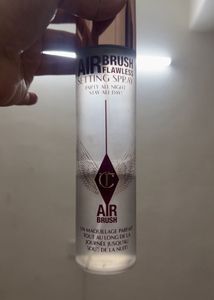 AIRBRUSH
FLAWLESS
SETTING SPRAY
PARTY ALL NIGHT,
STAY ALL DAY!
CT
AIR
BRUSH
UN MAQUILLAGE PARFAIT
TOUT AU LONG DE LA
JOURNÉE JUSQU'AU
DE LA NUIT!